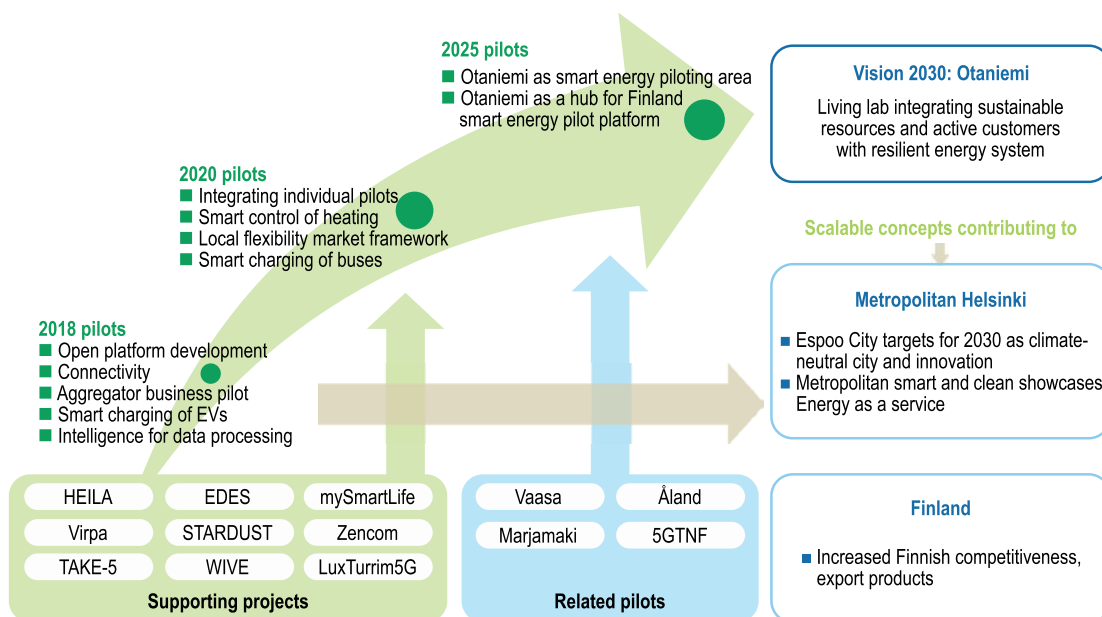 2025 pilots
Otaniemi as smart energy piloting area
Otaniemi as a hub for Finland
smart energy pilot platform
2020 pilots
Integrating individual pilots
Smart control of heating
Local flexibility market framework
Smart charging of buses
2018 pilots
Open platform development
Connectivity
Aggregator business pilot
Smart charging of EVs
Intelligence for data processing
HEILA
EDES
mySmartLife
Virpa
STARDUST
Zencom
TAKE-5
WIVE
LuxTurrim5G
Supporting projects
Vaasa
Åland
Marjamaki
5GTNF
Related pilots
Vision 2030: Otaniemi
Living lab integrating sustainable
resources and active customers
with resilient energy system
Scalable concepts contributing to
Metropolitan Helsinki
Espoo City targets for 2030 as climate-
neutral city and innovation
Metropolitan smart and clean showcases
Energy as a service
Finland
Increased Finnish competitiveness,
export products